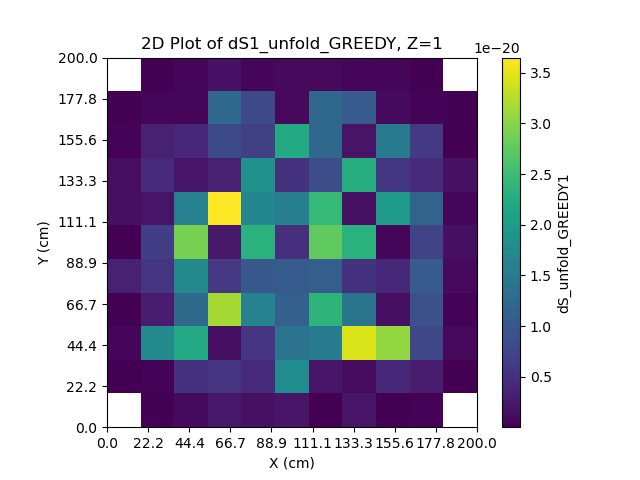 2D Plot of dS1_unfold_GREEDY, Z=1
1e−20
200.0
177.8
155.6
133.3
111.1
88.9
66.7
44.4
22.2
0.0
Y (cm)
0.0 22.2 44.4 66.7 88.9 111.1 133.3 155.6 177.8 200.0
X (cm)
3.5
3.0
2.5
2.0
1.5
1.0
0.5
dS_unfold_GREEDY1